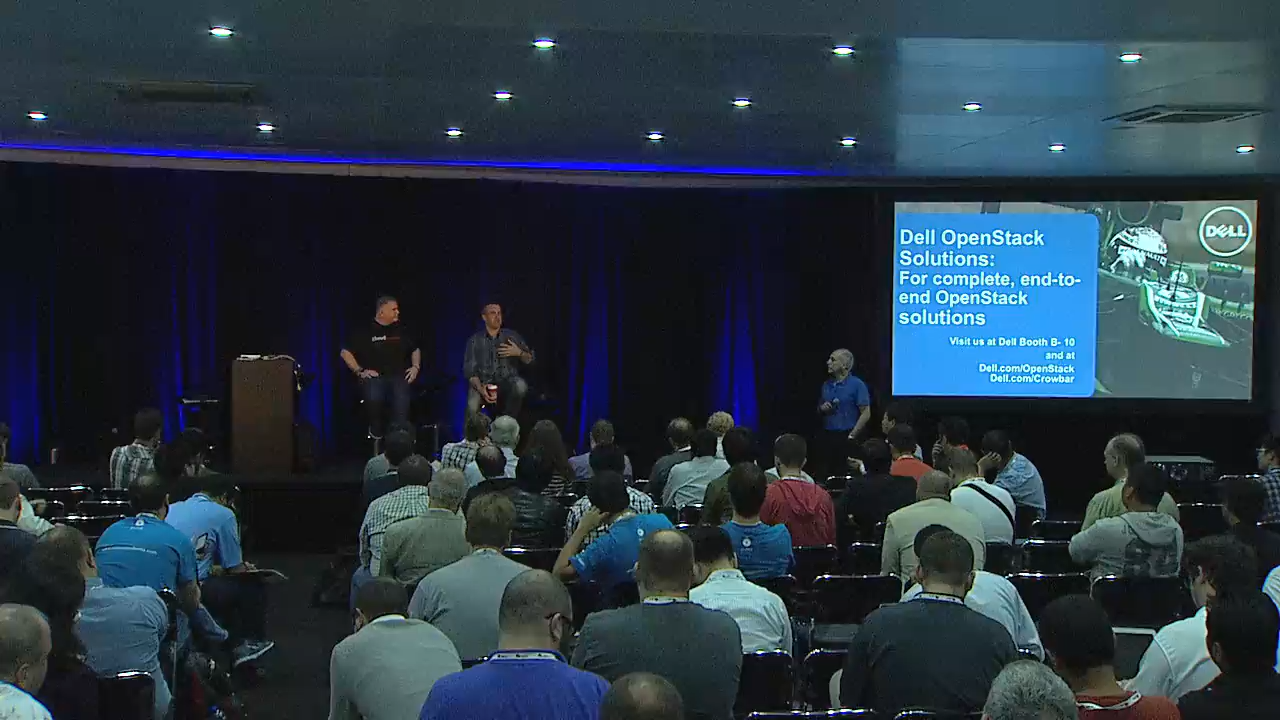 Dell OpenStack
Solutions:
For complete, end-to-
end OpenStack
solutions
Visit us at Dell Booth B- 10
and at
Dell.com/OpenStack
Dell.com/Crowbar
DELL